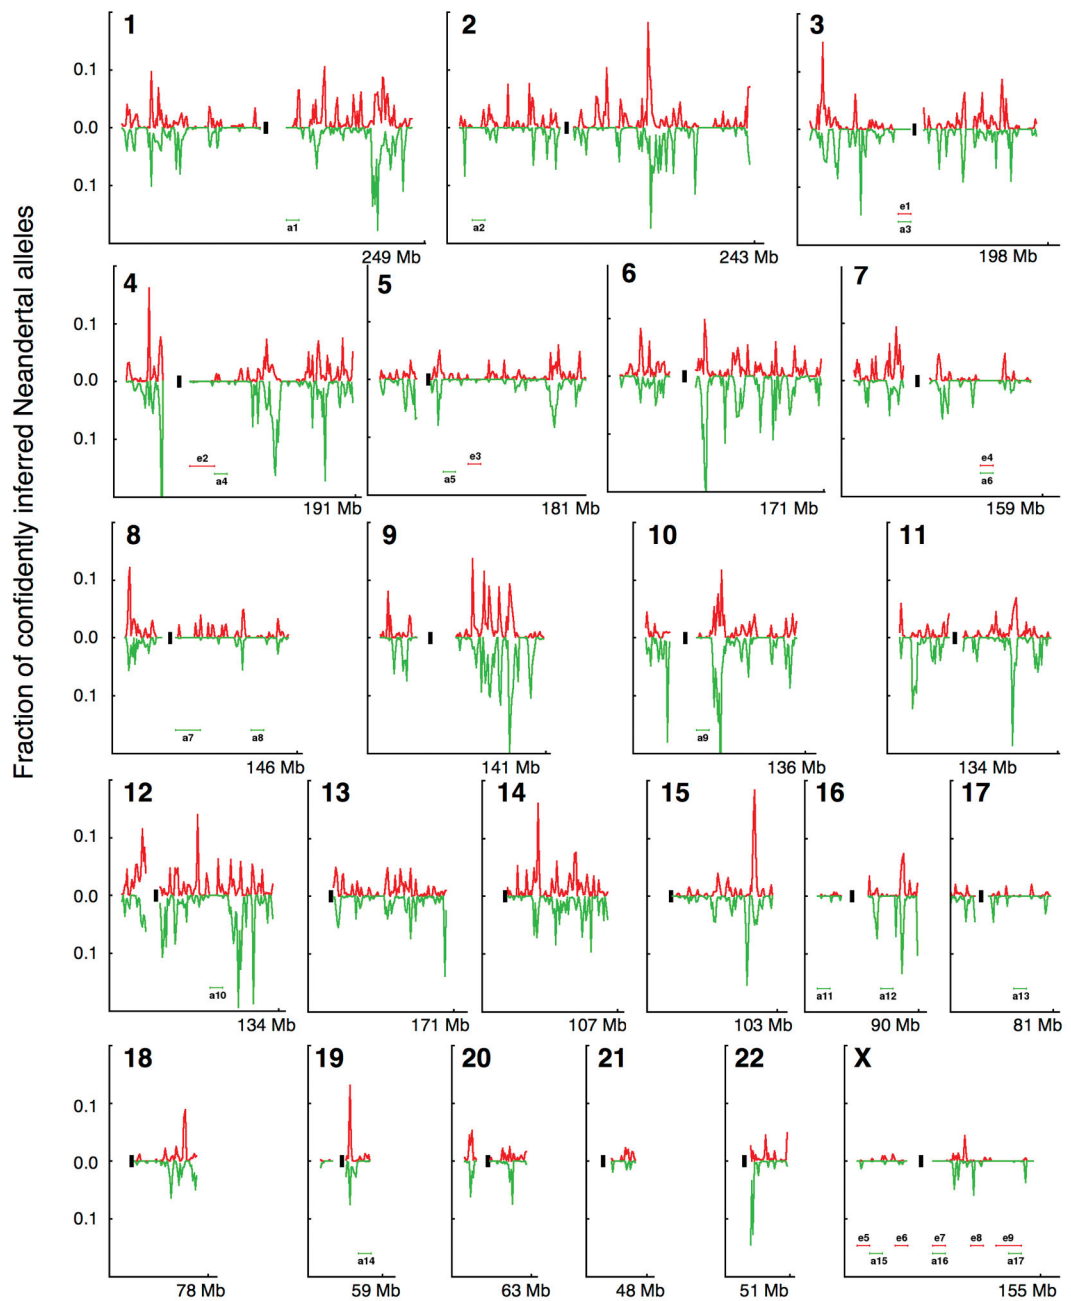 Fraction of confidently inferred Neandertal alleles
1 2 3
0.1
0.0
0.1
a1 a2 e1
a3
249 Mb 243 Mb 198 Mb
4 5 6 7
0.1
0.0
0.1
e2 e3 e4
a4 a5 a6
191 Mb 181 Mb 171 Mb 159 Mb
8 9 10 11
0.1
0.0
0.1
a7 a8 a9
146 Mb 141 Mb 136 Mb 134 Mb
12 13 14 15 16 17
0.1
0.0
0.1
a10 a11 a12 a13
134 Mb 171 Mb 107 Mb 103 Mb 90 Mb 81 Mb
18 19 20 21 22 X
0.1
0.0
0.1
e5 e6 e7 e8 e9
a14 a15 a16 a17
78 Mb 59 Mb 63 Mb 48 Mb 51 Mb 155 Mb